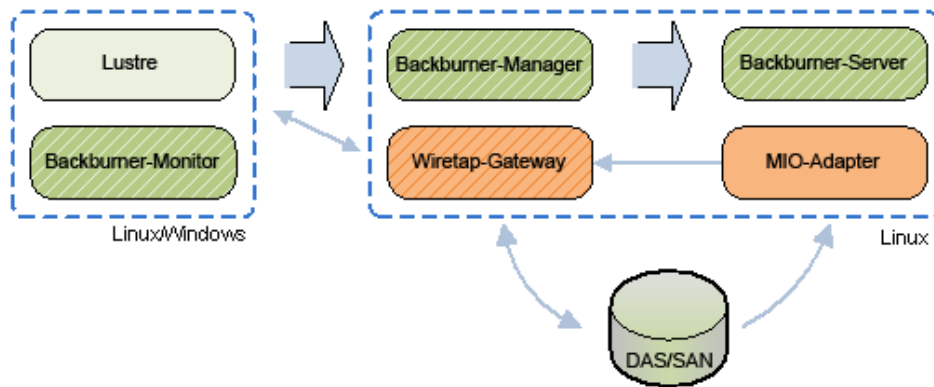 Lustre
Backburner-Manager
Backburner-Server
Backburner-Monitor
Wiretap-Gateway
MIO-Adapter
Linux/Windows
Linux
DAS/SAN